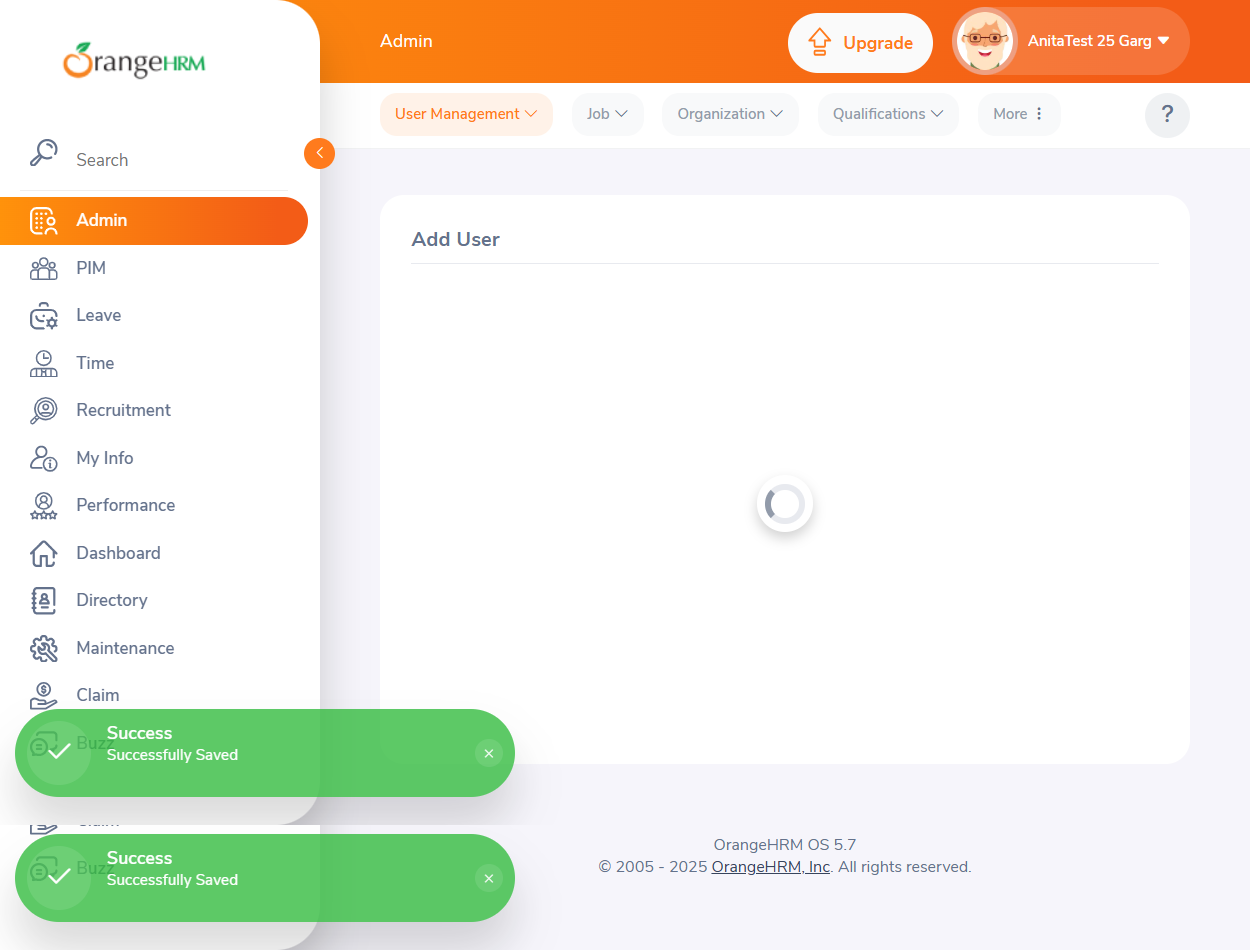 OrangeHRM
Admin
Upgrade
AnitaTest 25 Garg
User Management
Job
Organization
Qualifications
More
?
Search
Admin
PIM
Leave
Time
Recruitment
My Info
Performance
Dashboard
Directory
Maintenance
Claim
Buzz
Add User
Success
Successfully Saved
Claim
Buzz
Success
Successfully Saved
OrangeHRM OS 5.7
© 2005 - 2025 OrangeHRM, Inc. All rights reserved.